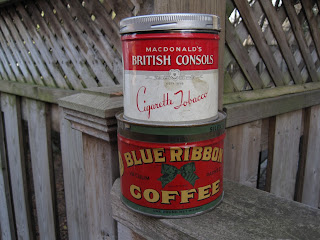 MACDONALD'S
BRITISH CONSOLS
Cigarette Tobacco
BLUE RIBBON
COFFEE